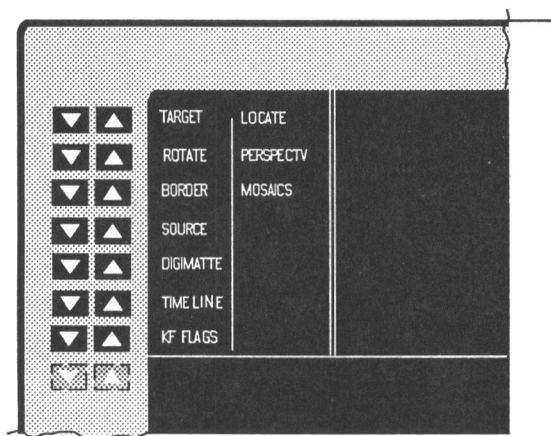 TARGET LOCATE
ROTATE PERSPECTV
BORDER MOSAICS
SOURCE
DIGIMATTE
TIME LINE
KF FLAGS